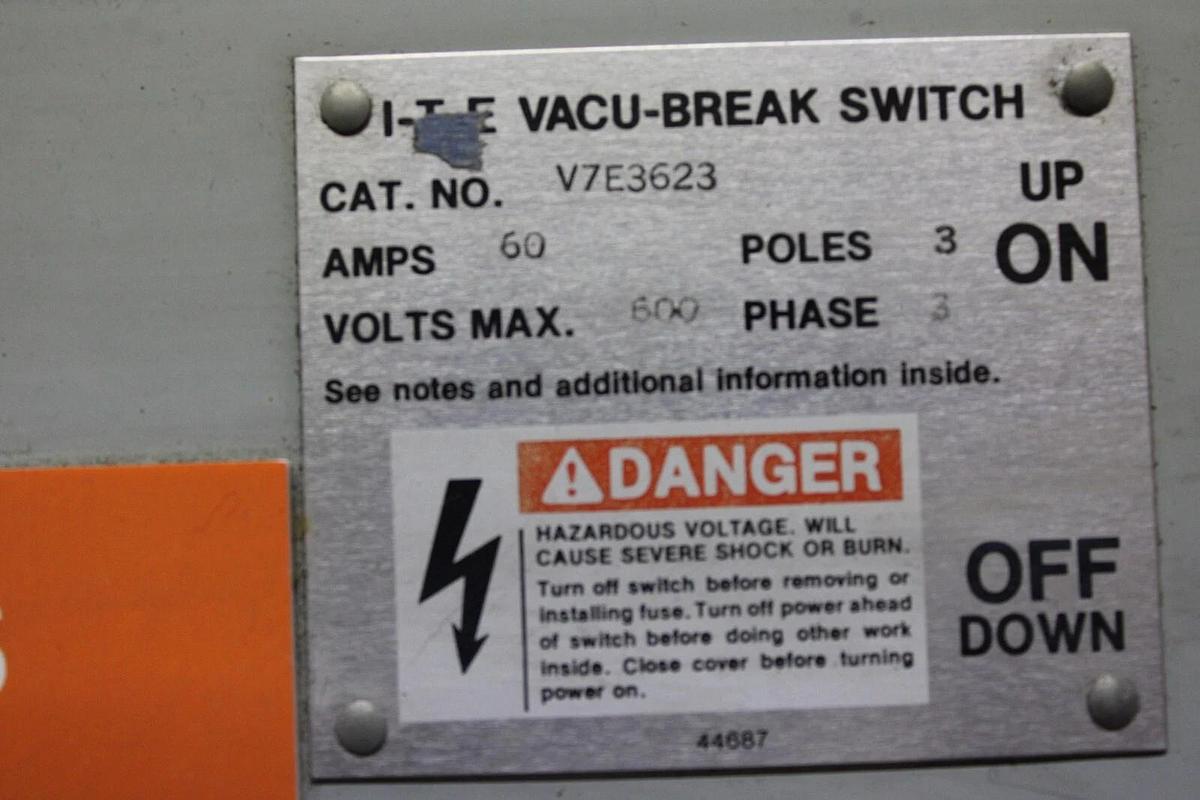 I-T-E VACU-BREAK SWITCH
CAT. NO. V7E3623
UP
AMPS 60 POLES 3
ON
VOLTS MAX. 600 PHASE 3
See notes and additional information inside.
DANGER
HAZARDOUS VOLTAGE. WILL
CAUSE SEVERE SHOCK OR BURN.
Turn off switch before removing or
installing fuse. Turn off power ahead
of switch before doing other work
inside. Close cover before turning
power on.
OFF
DOWN
44687